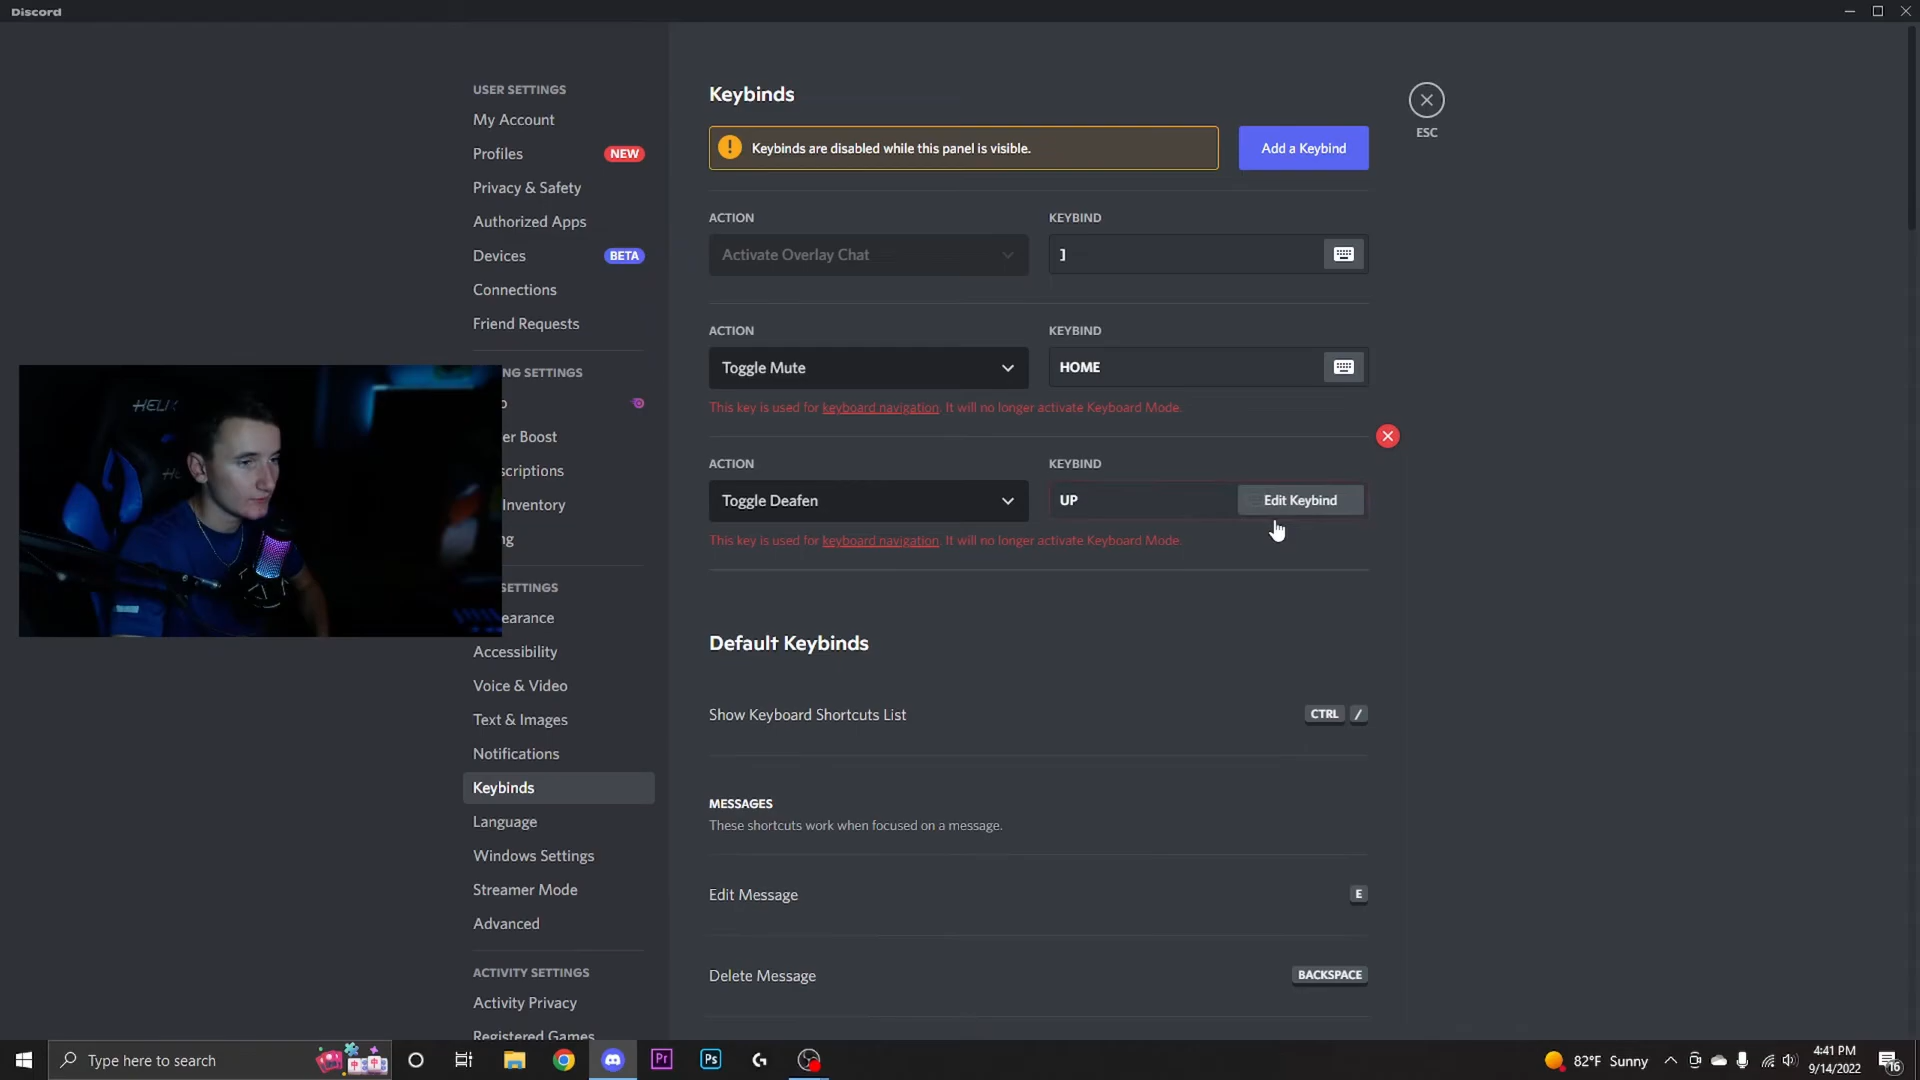 Discord
USER SETTINGS
My Account
Profiles NEW
Privacy & Safety
Authorized Apps
Devices BETA
Connections
Friend Requests
NG SETTINGS
o
er Boost
scriptions
Inventory
ng
SETTINGS
earance
Accessibility
Voice & Video
Text & Images
Notifications
Keybinds
Language
Windows Settings
Streamer Mode
Advanced
ACTIVITY SETTINGS
Activity Privacy
Registered Games
Keybinds
Keybinds are disabled while this panel is visible.
Add a Keybind
ESC
ACTION KEYBIND
Activate Overlay Chat ]
ACTION KEYBIND
Toggle Mute HOME
This key is used for keyboard navigation. It will no longer activate Keyboard Mode.
ACTION KEYBIND
Toggle Deafen UP Edit Keybind
This key is used for keyboard navigation. It will no longer activate Keyboard Mode.
Default Keybinds
Show Keyboard Shortcuts List CTRL /
MESSAGES
These shortcuts work when focused on a message.
Edit Message E
Delete Message BACKSPACE
HELI
Type here to search
Pr
Ps
82°F Sunny
4:41 PM
9/14/2022
16